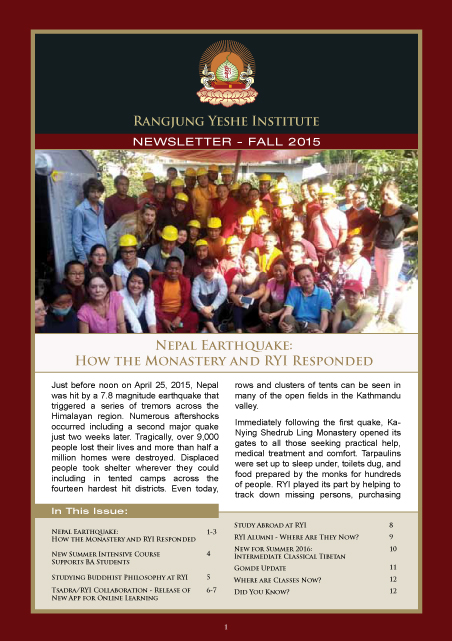 Rangjung Yeshe Institute
NEWSLETTER - FALL 2015
Nepal Earthquake:
How the Monastery and RYI Responded
Just before noon on April 25, 2015, Nepal
was hit by a 7.8 magnitude earthquake that
triggered a series of tremors across the
Himalayan region. Numerous aftershocks
occurred including a second major quake
just two weeks later. Tragically, over 9,000
people lost their lives and more than half a
million homes were destroyed. Displaced
people took shelter wherever they could
including in tented camps across the
fourteen hardest hit districts. Even today,
rows and clusters of tents can be seen in
many of the open fields in the Kathmandu
valley.
Immediately following the first quake, Ka-
Nying Shedrub Ling Monastery opened its
gates to all those seeking practical help,
medical treatment and comfort. Tarpaulins
were set up to sleep under, toilets dug, and
food prepared by the monks for hundreds
of people. RYI played its part by helping to
track down missing persons, purchasing
In This Issue:
Nepal Earthquake: 1-3
How the Monastery and RYI Responded
New Summer Intensive Course 4
Supports BA Students
Studying Buddhist Philosophy at RYI 5
Tsadra/RYI Collaboration - Release of 6-7
New App for Online Learning
Study Abroad at RYI 8
RYI Alumni - Where Are They Now? 9
New for Summer 2016: 10
Intermediate Classical Tibetan
Gomde Update 11
Where are Classes Now? 12
Did You Know? 12
1